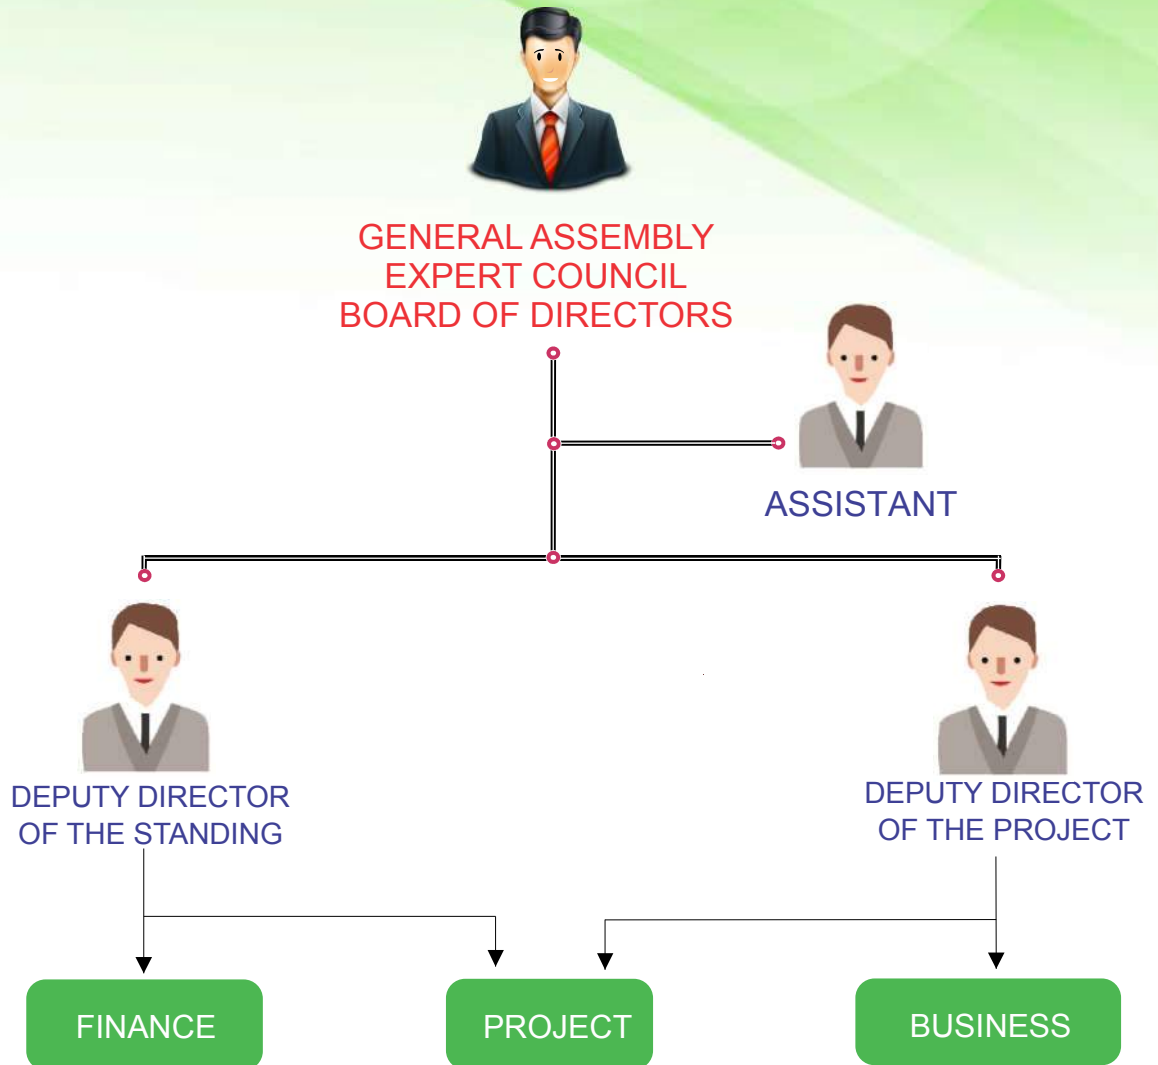 GENERAL ASSEMBLY
EXPERT COUNCIL
BOARD OF DIRECTORS
ASSISTANT
DEPUTY DIRECTOR
OF THE STANDING
DEPUTY DIRECTOR
OF THE PROJECT
FINANCE
PROJECT
BUSINESS